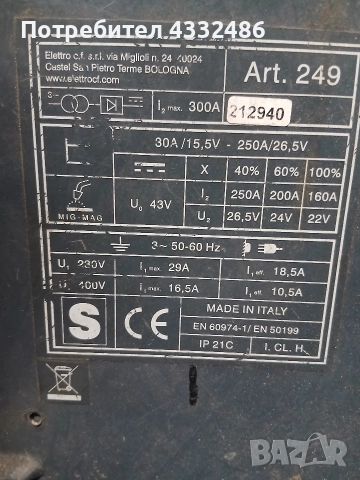 Потребител.4332486
Elettro c.f. s.r.l. via Miglioli n. 24 40024
Castel San Pietro Terme BOLOGNA
www.elettrocf.com
Art. 249
3~
I2 max. 300A
212940
30A/15,5V - 250A/26,5V
X 40% 60% 100%
MIG-MAG
U0 43V
I2 250A 200A 160A
U2 26,5V 24V 22V
3~ 50-60 Hz
U1 230V I1 max. 29A I1 eff. 18,5A
U1 400V I1 max. 16,5A I1 eff. 10,5A
S
CE
MADE IN ITALY
EN 60974-1/ EN 50199
IP 21C I. CL. H.
BAZAR